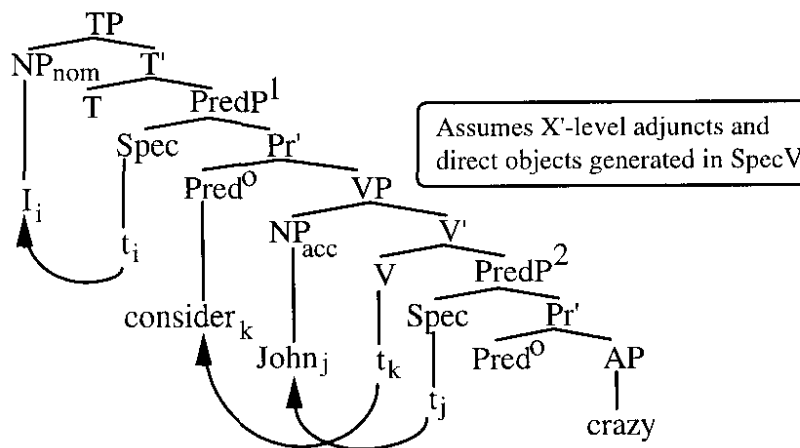 TP
NPnom T'
T PredP1
Spec Pr'
Assumes X'-level adjuncts and
direct objects generated in SpecV
Predo VP
Ii
NPacc V'
ti
V PredP2
considerk
Spec Pr'
Johnj tk Predo AP
tj
crazy